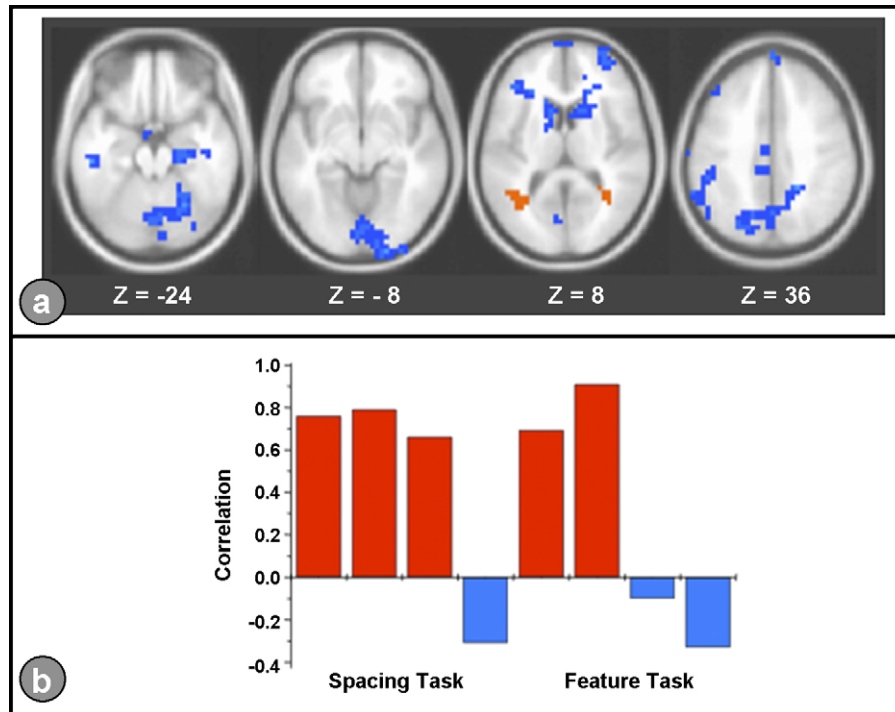 Z = -24
Z = - 8
Z = 8
Z = 36
a
1.0
0.8
0.6
0.4
0.2
0.0
-0.2
-0.4
Correlation
Spacing Task
Feature Task
b